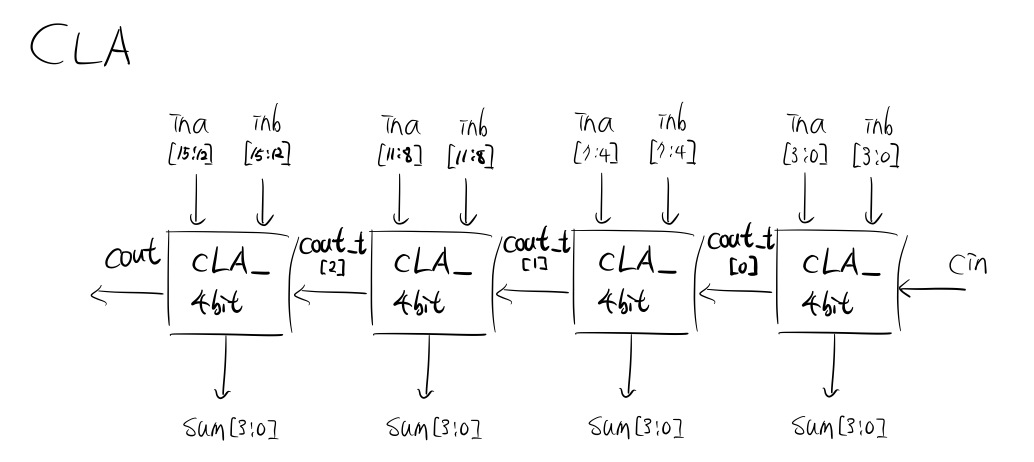 CLA
Ina Inb Ina Inb Ina Inb Ina Inb
[15:12] [15:12] [11:8] [11:8] [7:4] [7:4] [3:0] [3:0]
cout CLA_ cout_t CLA_ cout_t CLA_ cout_t CLA_ Cin
[2] [1] [0]
4bit 4bit 4bit 4bit
Sum[3:0] Sum[3:0] Sum[3:0] Sum[3:0]